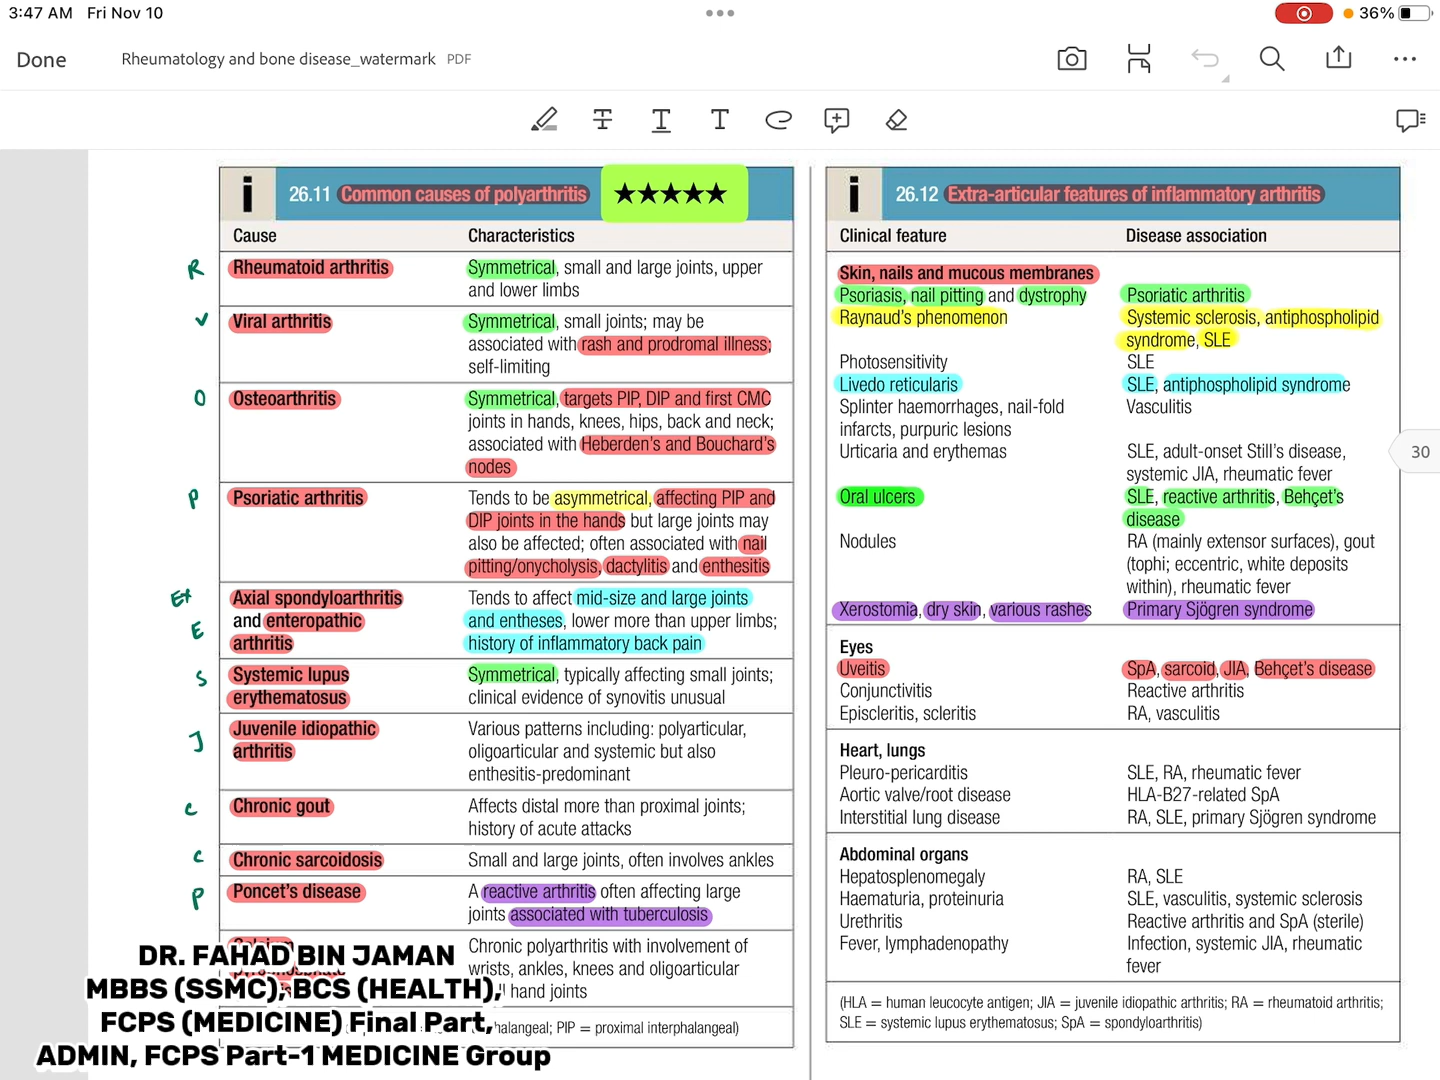 3:47 AM Fri Nov 10
36%
Done
Rheumatology and bone disease_watermark PDF
i 26.11 Common causes of polyarthritis ★★★★★
Cause Characteristics
R Rheumatoid arthritis Symmetrical, small and large joints, upper
and lower limbs
v Viral arthritis Symmetrical, small joints; may be
associated with rash and prodromal illness;
self-limiting
O Osteoarthritis Symmetrical, targets PIP, DIP and first CMC
joints in hands, knees, hips, back and neck;
associated with Heberden's and Bouchard's
nodes
P Psoriatic arthritis Tends to be asymmetrical, affecting PIP and
DIP joints in the hands but large joints may
also be affected; often associated with nail
pitting/onycholysis, dactylitis and enthesitis
Axial spondyloarthritis Tends to affect mid-size and large joints
E and enteropathic and entheses, lower more than upper limbs;
arthritis history of inflammatory back pain
S Systemic lupus Symmetrical, typically affecting small joints;
erythematosus clinical evidence of synovitis unusual
J Juvenile idiopathic Various patterns including: polyarticular,
arthritis oligoarticular and systemic but also
enthesitis-predominant
c Chronic gout Affects distal more than proximal joints;
history of acute attacks
c Chronic sarcoidosis Small and large joints, often involves ankles
P Poncet's disease A reactive arthritis often affecting large
joints associated with tuberculosis
Chronic polyarthritis with involvement of
wrists, ankles, knees and oligoarticular
hand joints
PIP = proximal interphalangeal)
i 26.12 Extra-articular features of inflammatory arthritis
Clinical feature Disease association
Skin, nails and mucous membranes
Psoriasis, nail pitting and dystrophy Psoriatic arthritis
Raynaud's phenomenon Systemic sclerosis, antiphospholipid
syndrome, SLE
Photosensitivity SLE
Livedo reticularis SLE, antiphospholipid syndrome
Splinter haemorrhages, nail-fold Vasculitis
infarcts, purpuric lesions
Urticaria and erythemas SLE, adult-onset Still's disease,
systemic JIA, rheumatic fever
Oral ulcers SLE, reactive arthritis, Behçet's
disease
Nodules RA (mainly extensor surfaces), gout
(tophi; eccentric, white deposits
within), rheumatic fever
Xerostomia, dry skin, various rashes Primary Sjögren syndrome
Eyes
Uveitis SpA, sarcoid, JIA, Behçet's disease
Conjunctivitis Reactive arthritis
Episcleritis, scleritis RA, vasculitis
Heart, lungs
Pleuro-pericarditis SLE, RA, rheumatic fever
Aortic valve/root disease HLA-B27-related SpA
Interstitial lung disease RA, SLE, primary Sjögren syndrome
Abdominal organs
Hepatosplenomegaly RA, SLE
Haematuria, proteinuria SLE, vasculitis, systemic sclerosis
Urethritis Reactive arthritis and SpA (sterile)
Fever, lymphadenopathy Infection, systemic JIA, rheumatic
fever
(HLA = human leucocyte antigen; JIA = juvenile idiopathic arthritis; RA = rheumatoid arthritis;
SLE = systemic lupus erythematosus; SpA = spondyloarthritis)
30
DR. FAHAD BIN JAMAN
MBBS (SSMC), BCS (HEALTH),
FCPS (MEDICINE) Final Part,
ADMIN, FCPS Part-1 MEDICINE Group